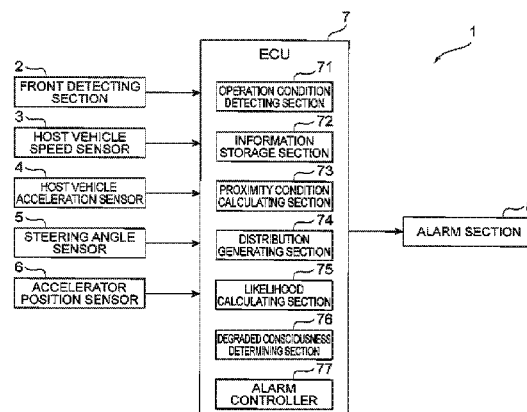 7
1
ECU
2
FRONT DETECTING
SECTION
3
HOST VEHICLE
SPEED SENSOR
4
HOST VEHICLE
ACCELERATION SENSOR
5
STEERING ANGLE
SENSOR
6
ACCELERATOR
POSITION SENSOR
71
OPERATION CONDITION
DETECTING SECTION
72
INFORMATION
STORAGE SECTION
73
PROXIMITY CONDITION
CALCULATING SECTION
74
DISTRIBUTION
GENERATING SECTION
75
LIKELIHOOD
CALCULATING SECTION
76
DEGRADED CONSCIOUSNESS
DETERMINING SECTION
77
ALARM
CONTROLLER
ALARM SECTION